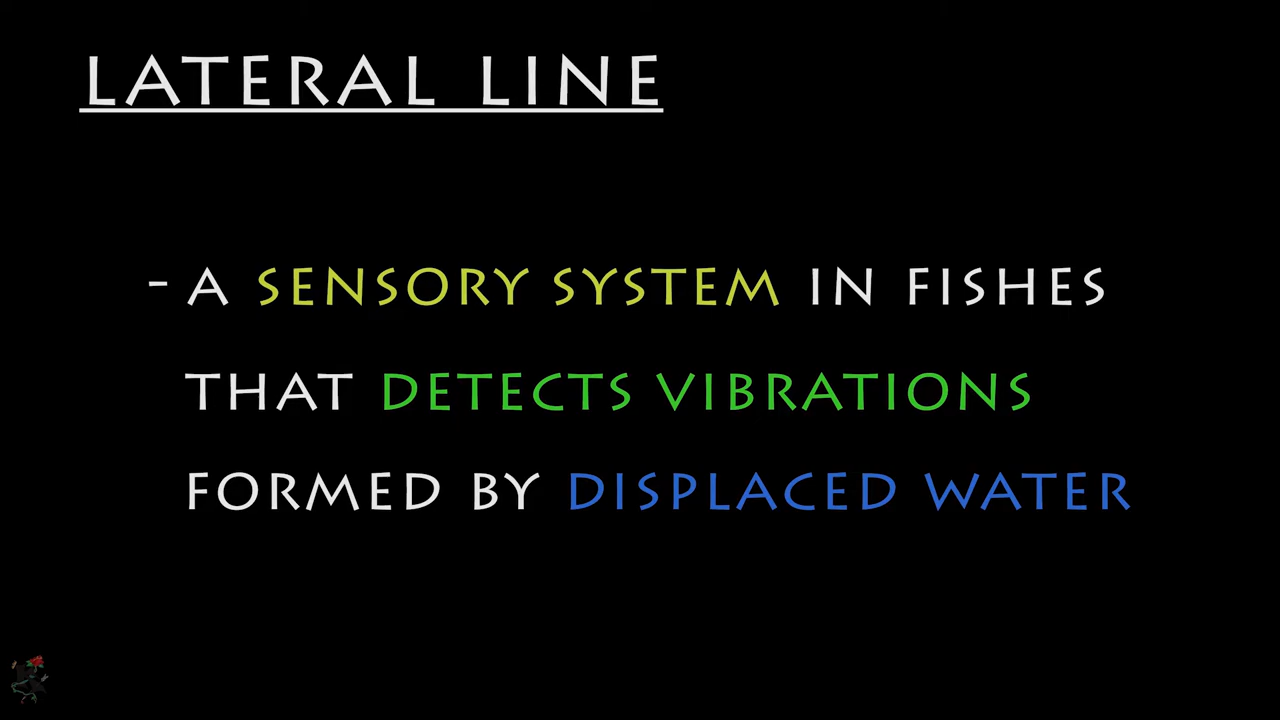 LATERAL LINE
- A SENSORY SYSTEM IN FISHES
THAT DETECTS VIBRATIONS
FORMED BY DISPLACED WATER